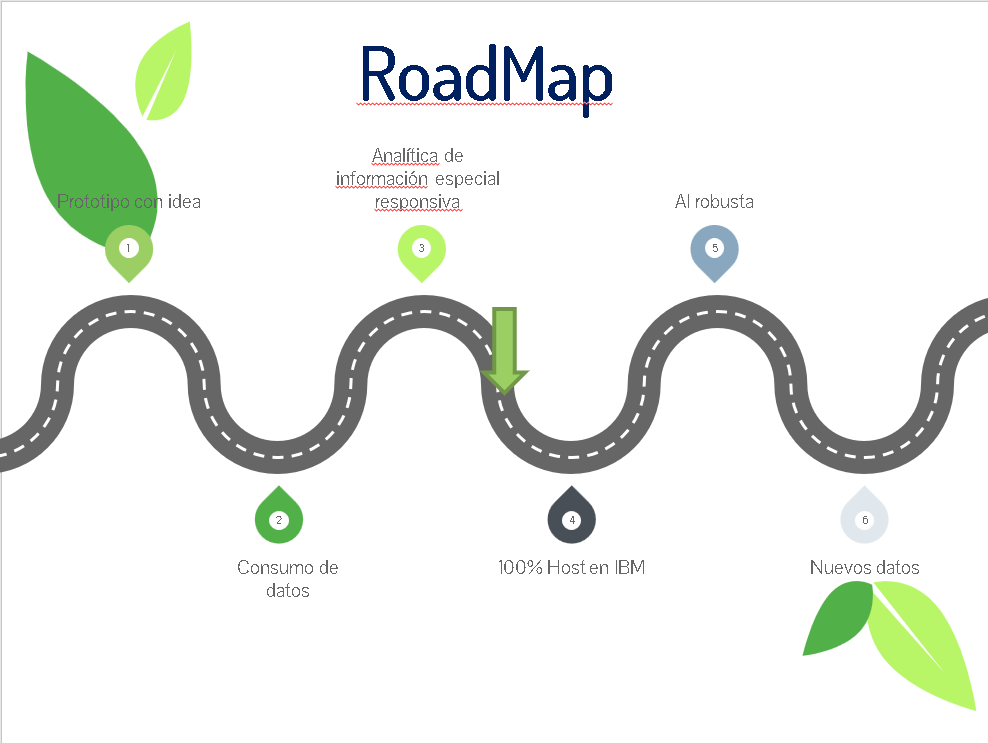 RoadMap
Analítica de
información especial
responsiva
Prototipo con idea
AI robusta
1
3
5
2
4
6
Consumo de
datos
100% Host en IBM
Nuevos datos